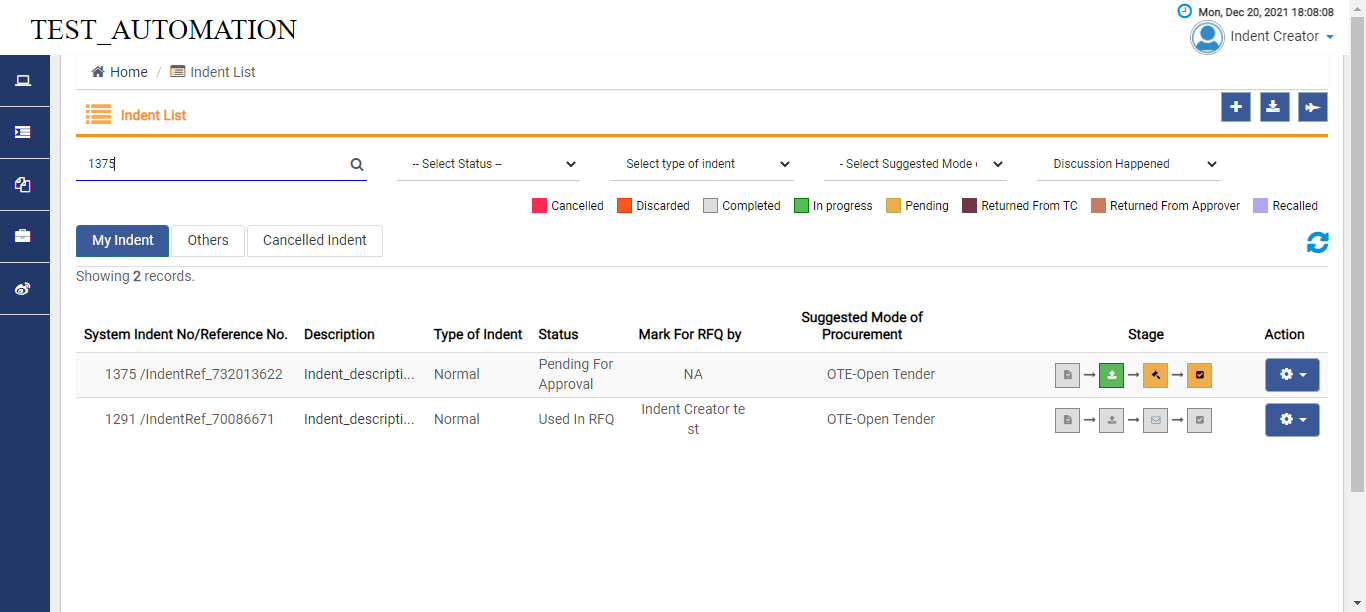 Mon, Dec 20, 2021 18:08:08
TEST_AUTOMATION
Indent Creator
Home / Indent List
Indent List
1375
-- Select Status --
Select type of indent
- Select Suggested Mode
Discussion Happened
Cancelled Discarded Completed In progress Pending Returned From TC Returned From Approver Recalled
My Indent Others Cancelled Indent
Showing 2 records.
System Indent No/Reference No. Description Type of Indent Status Mark For RFQ by Suggested Mode of Procurement Stage Action
1375 /IndentRef_732013622 Indent_descripti... Normal Pending For Approval NA OTE-Open Tender
1291 /IndentRef_70086671 Indent_descripti... Normal Used In RFQ Indent Creator te st OTE-Open Tender